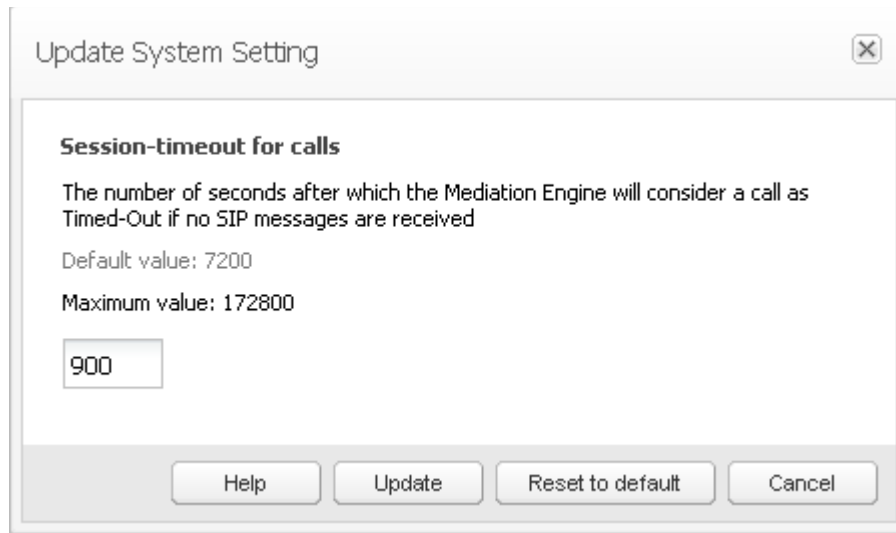 Update System Setting
Session-timeout for calls
The number of seconds after which the Mediation Engine will consider a call as
Timed-Out if no SIP messages are received
Default value: 7200
Maximum value: 172800
900
Help Update Reset to default Cancel